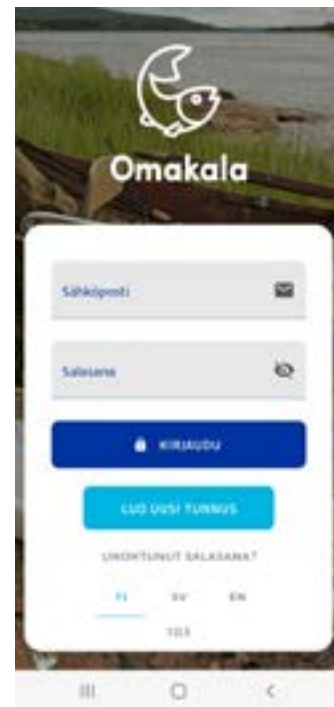 Omakala
Sähköposti
Salasana
KIRJAUDU
LUO UUSI TUNNUS
UNOHTUNUT SALASANA?
FI SV EN